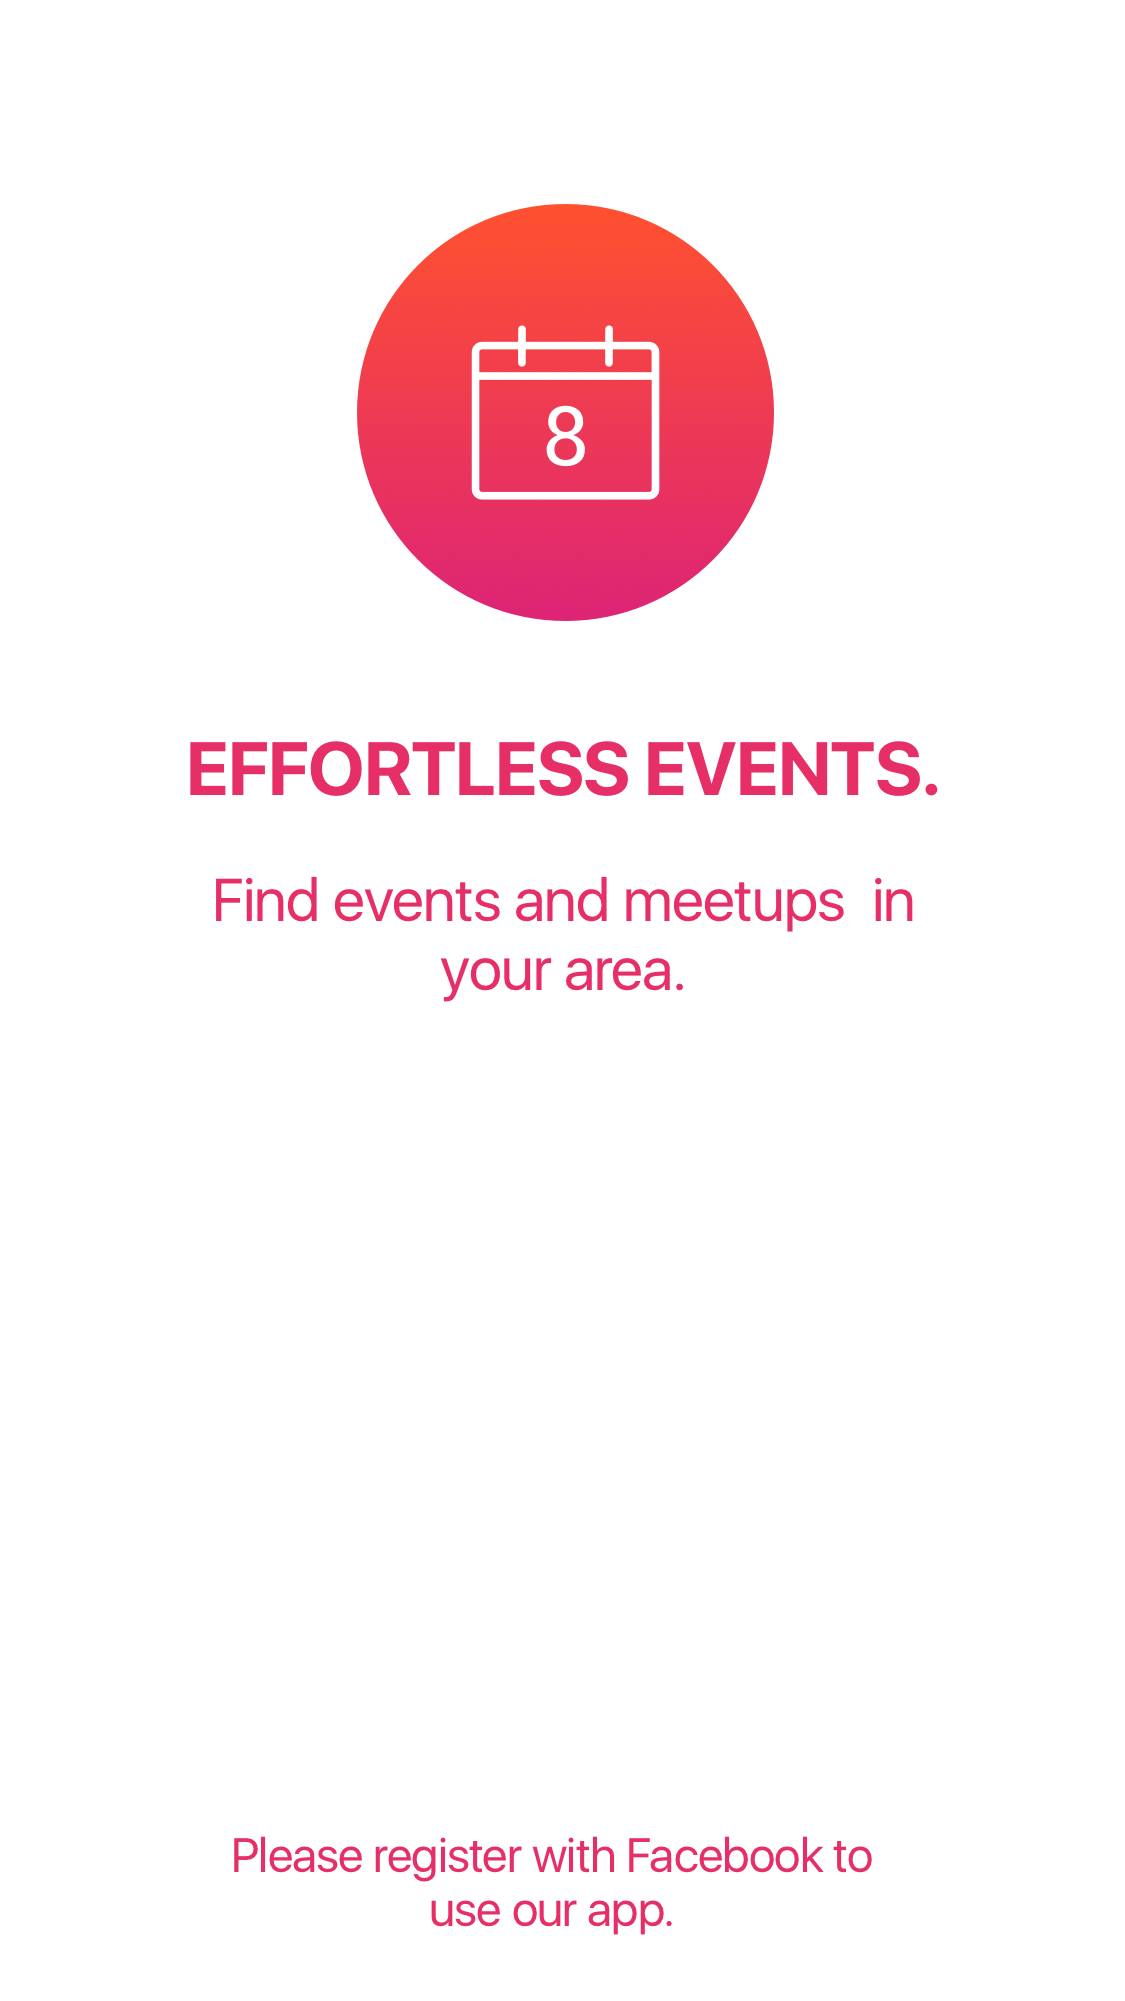 8
EFFORTLESS EVENTS.
Find events and meetups  in
your area.
Please register with Facebook to
use our app.